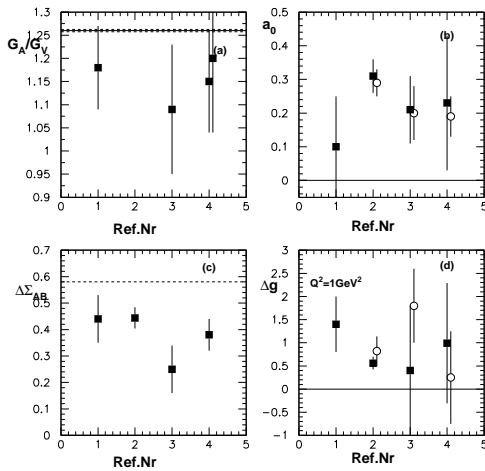 1.3
1.25
1.2
1.15
1.1
1.05
1
0.95
0.9
G_A/G_V
(a)
0 1 2 3 4 5
Ref.Nr
a_0
0.4
0.3
0.2
0.1
0
(b)
0 1 2 3 4 5
Ref.Nr
0.7
0.6
0.5
0.4
0.3
0.2
0.1
0
ΔΣ_AB
(c)
0 1 2 3 4 5
Ref.Nr
3
2.5
2
1.5
1
0.5
0
−0.5
−1
Δg
Q²=1GeV²
(d)
0 1 2 3 4 5
Ref.Nr